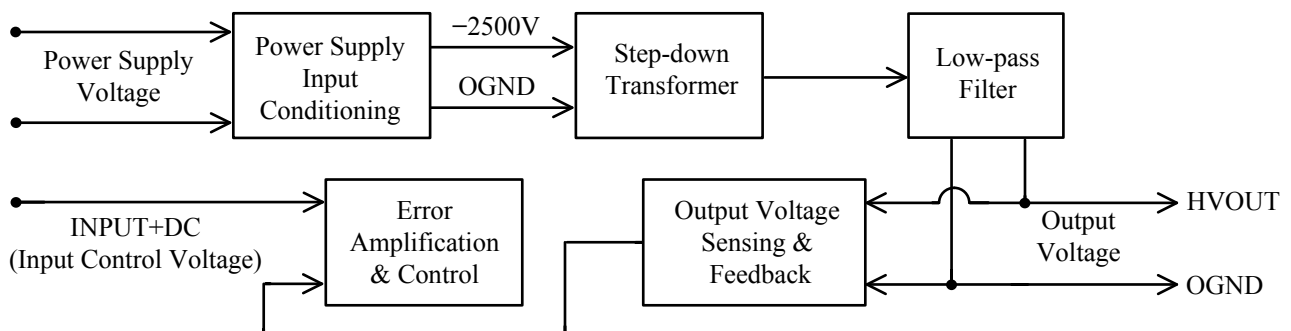 Power Supply
Voltage
Power Supply
Input
Conditioning
−2500V
OGND
Step-down
Transformer
Low-pass
Filter
INPUT+DC
(Input Control Voltage)
Error
Amplification
& Control
Output Voltage
Sensing &
Feedback
HVOUT
Output
Voltage
OGND